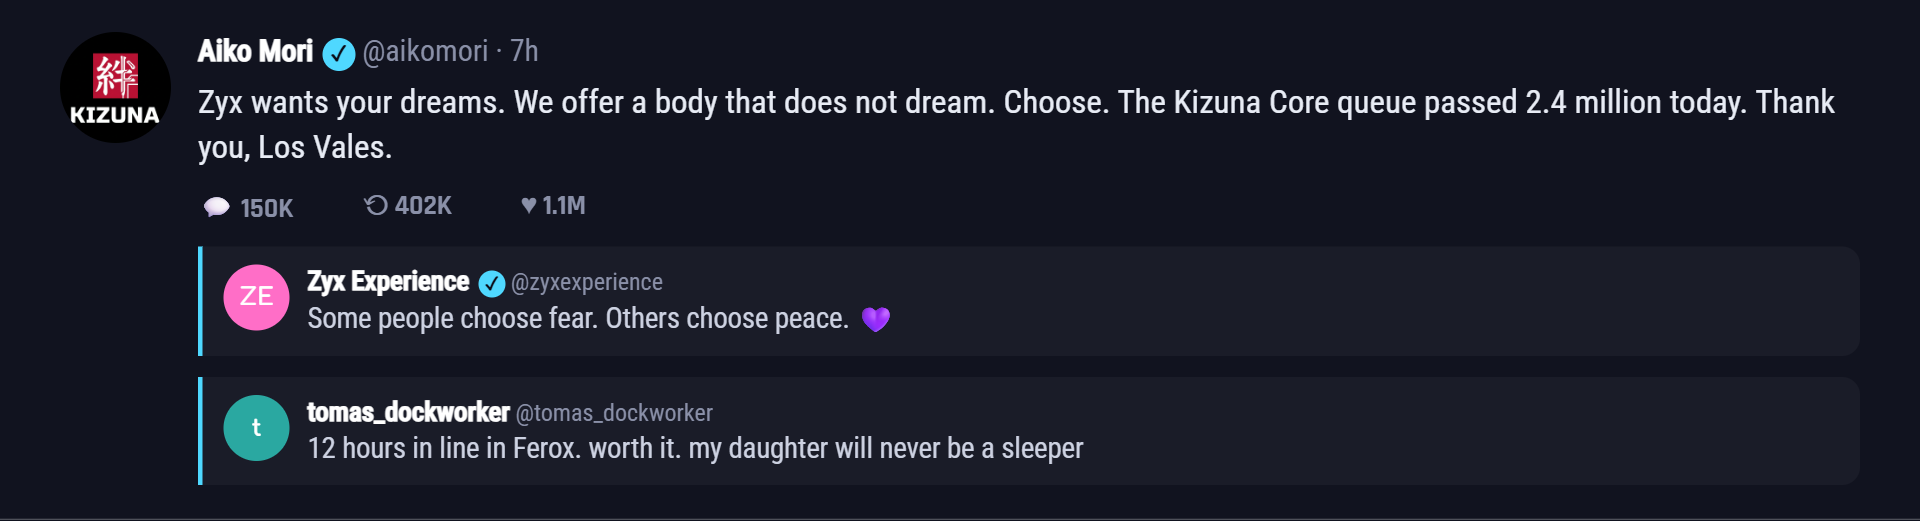 絆
KIZUNA
Aiko Mori ✓ @aikomori · 7h
Zyx wants your dreams. We offer a body that does not dream. Choose. The Kizuna Core queue passed 2.4 million today. Thank
you, Los Vales.
💬 150K ⟲ 402K ♥ 1.1M
ZE
Zyx Experience ✓ @zyxexperience
Some people choose fear. Others choose peace. 💜
t
tomas_dockworker @tomas_dockworker
12 hours in line in Ferox. worth it. my daughter will never be a sleeper